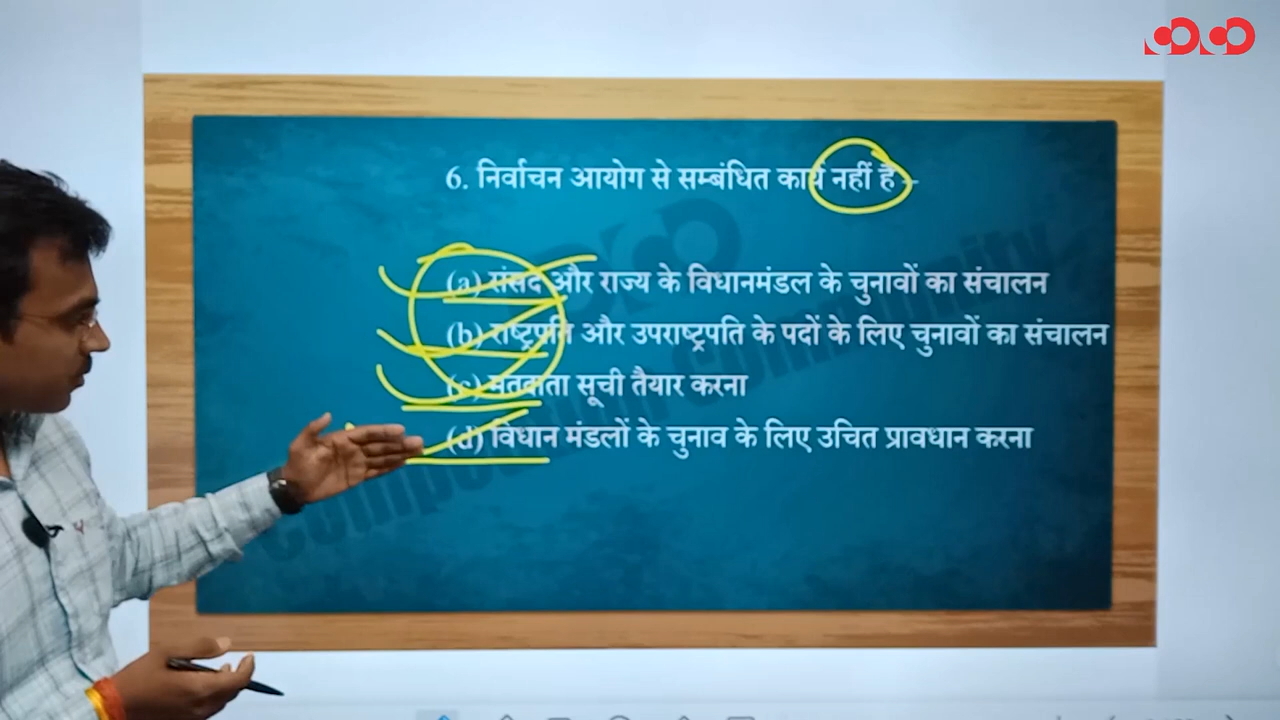 6. निर्वाचन आयोग से सम्बंधित कार्य नहीं है –
(a) संसद और राज्य के विधानमंडल के चुनावों का संचालन
(b) राष्ट्रपति और उपराष्ट्रपति के पदों के लिए चुनावों का संचालन
(c) मतदाता सूची तैयार करना
(d) विधान मंडलों के चुनाव के लिए उचित प्रावधान करना